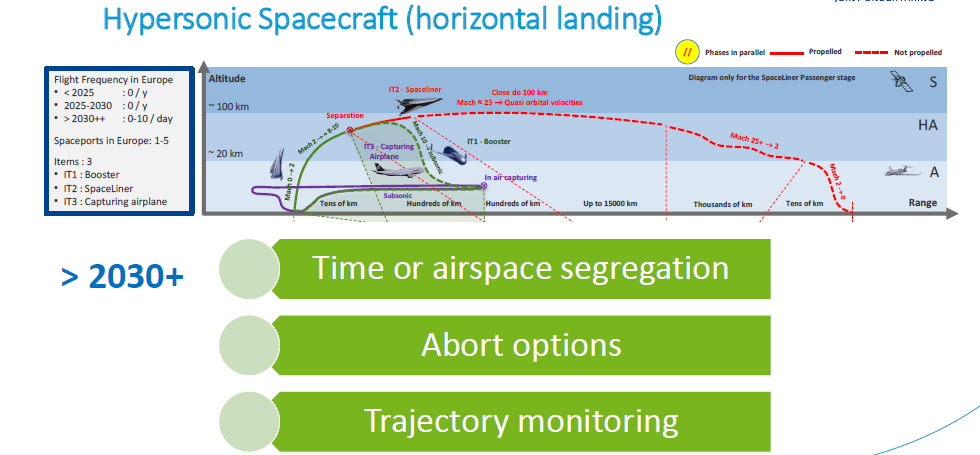 Hypersonic Spacecraft (horizontal landing)
// Phases in parallel Propelled Not propelled
Flight Frequency in Europe
• < 2025 : 0 / y
• 2025-2030 : 0 / y
• > 2030++ : 0-10 / day
Spaceports in Europe: 1-5
Items : 3
• IT1 : Booster
• IT2 : SpaceLiner
• IT3 : Capturing airplane
Altitude
~ 100 km
~ 20 km
Diagram only for the SpaceLiner Passenger stage
S
HA
A
IT2 - Spaceliner
Close do 100 km
Mach ≈ 25 → Quasi orbital velocities
Separation
Mach 2 → ≈ 8-10
Mach 0 → 2
IT3 - Capturing
Airplane
Mach 10 → subsonic
IT1 - Booster
In air capturing
Subsonic
Mach 25+ → 2
Mach 2 → 0
Tens of km
Hundreds of km
Hundreds of km
Up to 15000 km
Thousands of km
Tens of km
Range
> 2030+
Time or airspace segregation
Abort options
Trajectory monitoring